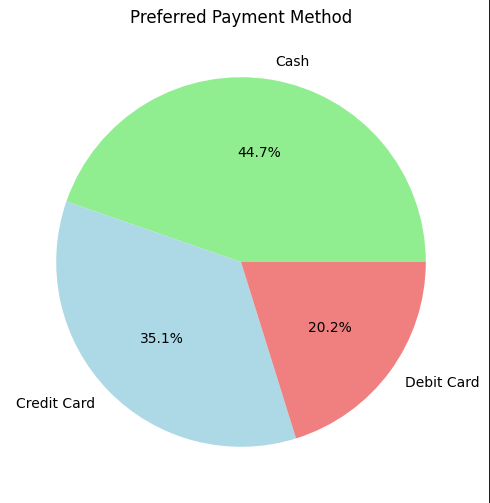 Preferred Payment Method
Cash
44.7%
35.1%
20.2%
Credit Card
Debit Card